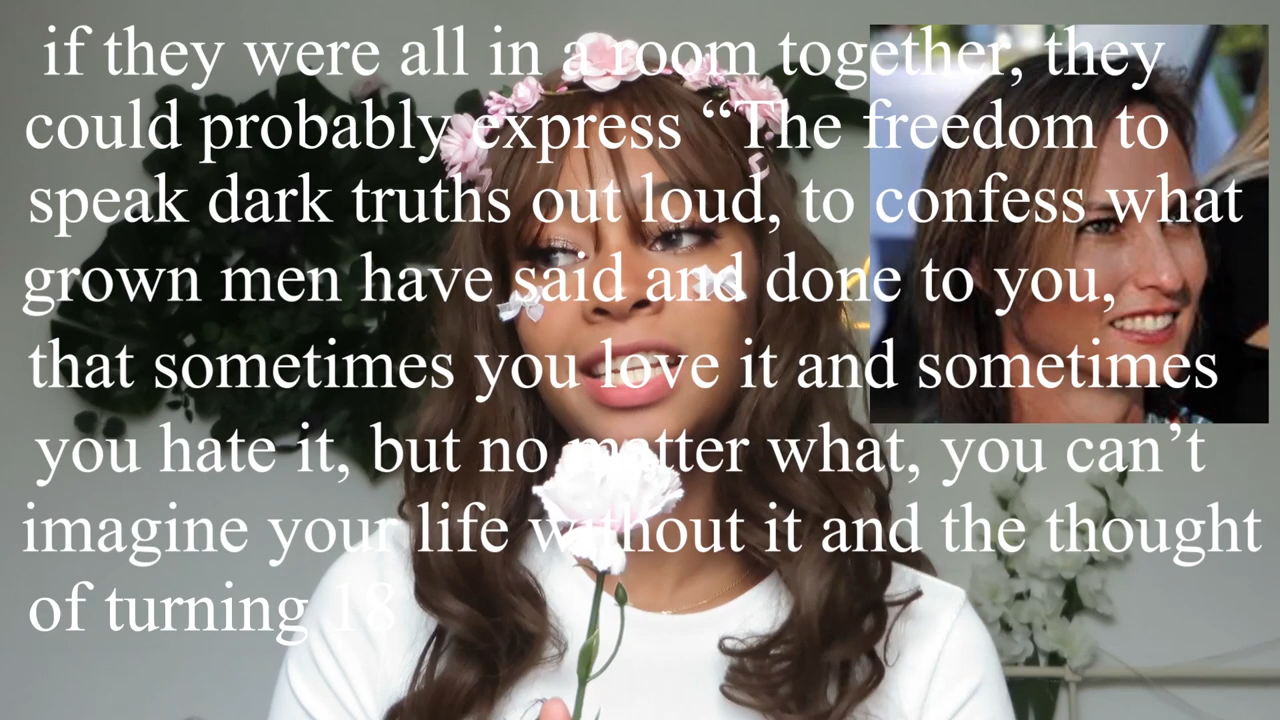 if they were all in a room together, they
could probably express “The freedom to
speak dark truths out loud, to confess what
grown men have said and done to you,
that sometimes you love it and sometimes
you hate it, but no matter what, you can’t
imagine your life without it and the thought
of turning 18